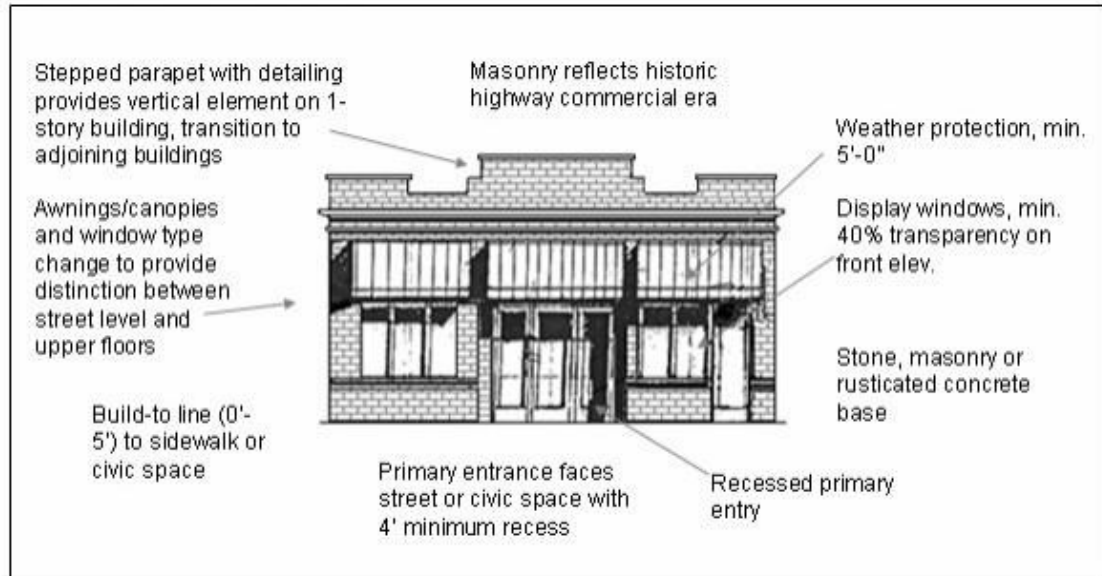 Stepped parapet with detailing
provides vertical element on 1-
story building, transition to
adjoining buildings
Masonry reflects historic
highway commercial era
Weather protection, min.
5'-0"
Awnings/canopies
and window type
change to provide
distinction between
street level and
upper floors
Display windows, min.
40% transparency on
front elev.
Stone, masonry or
rusticated concrete
base
Build-to line (0'-
5') to sidewalk or
civic space
Primary entrance faces
street or civic space with
4' minimum recess
Recessed primary
entry